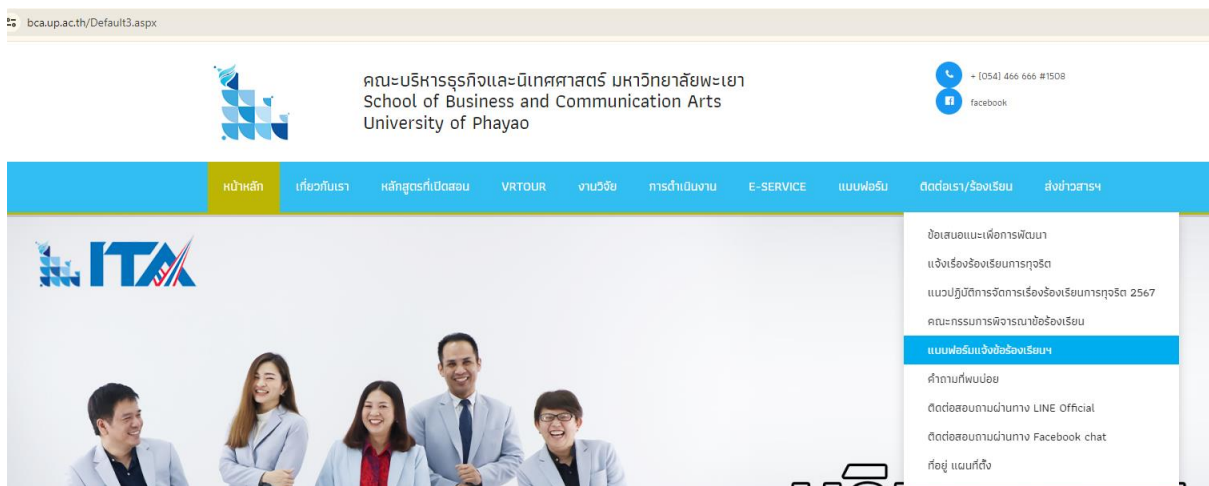 bca.up.ac.th/Default3.aspx
คณะบริหารธุรกิจและนิเทศศาสตร์ มหาวิทยาลัยพะเยา
School of Business and Communication Arts
University of Phayao
+ (054) 466 666 #1508
facebook
หน้าหลัก เกี่ยวกับเรา หลักสูตรที่เปิดสอน VRTOUR งานวิจัย การดำเนินงาน E-SERVICE แบบฟอร์ม ติดต่อเรา/ร้องเรียน ส่งข่าวสารฯ
ITA
ข้อเสนอแนะเพื่อการพัฒนา
แจ้งเรื่องร้องเรียนการทุจริต
แนวปฏิบัติการจัดการเรื่องร้องเรียนการทุจริต 2567
คณะกรรมการพิจารณาข้อร้องเรียน
แบบฟอร์มแจ้งข้อร้องเรียนฯ
คำถามที่พบบ่อย
ติดต่อสอบถามผ่านทาง LINE Official
ติดต่อสอบถามผ่านทาง Facebook chat
ที่อยู่ แผนที่ตั้ง